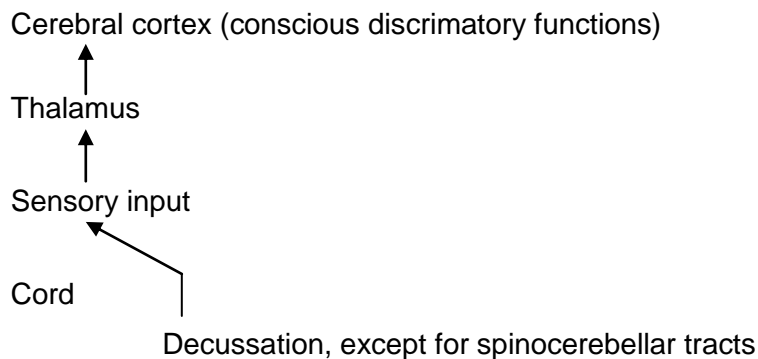 Cerebral cortex (conscious discrimatory functions)
Thalamus
Sensory input
Cord
Decussation, except for spinocerebellar tracts